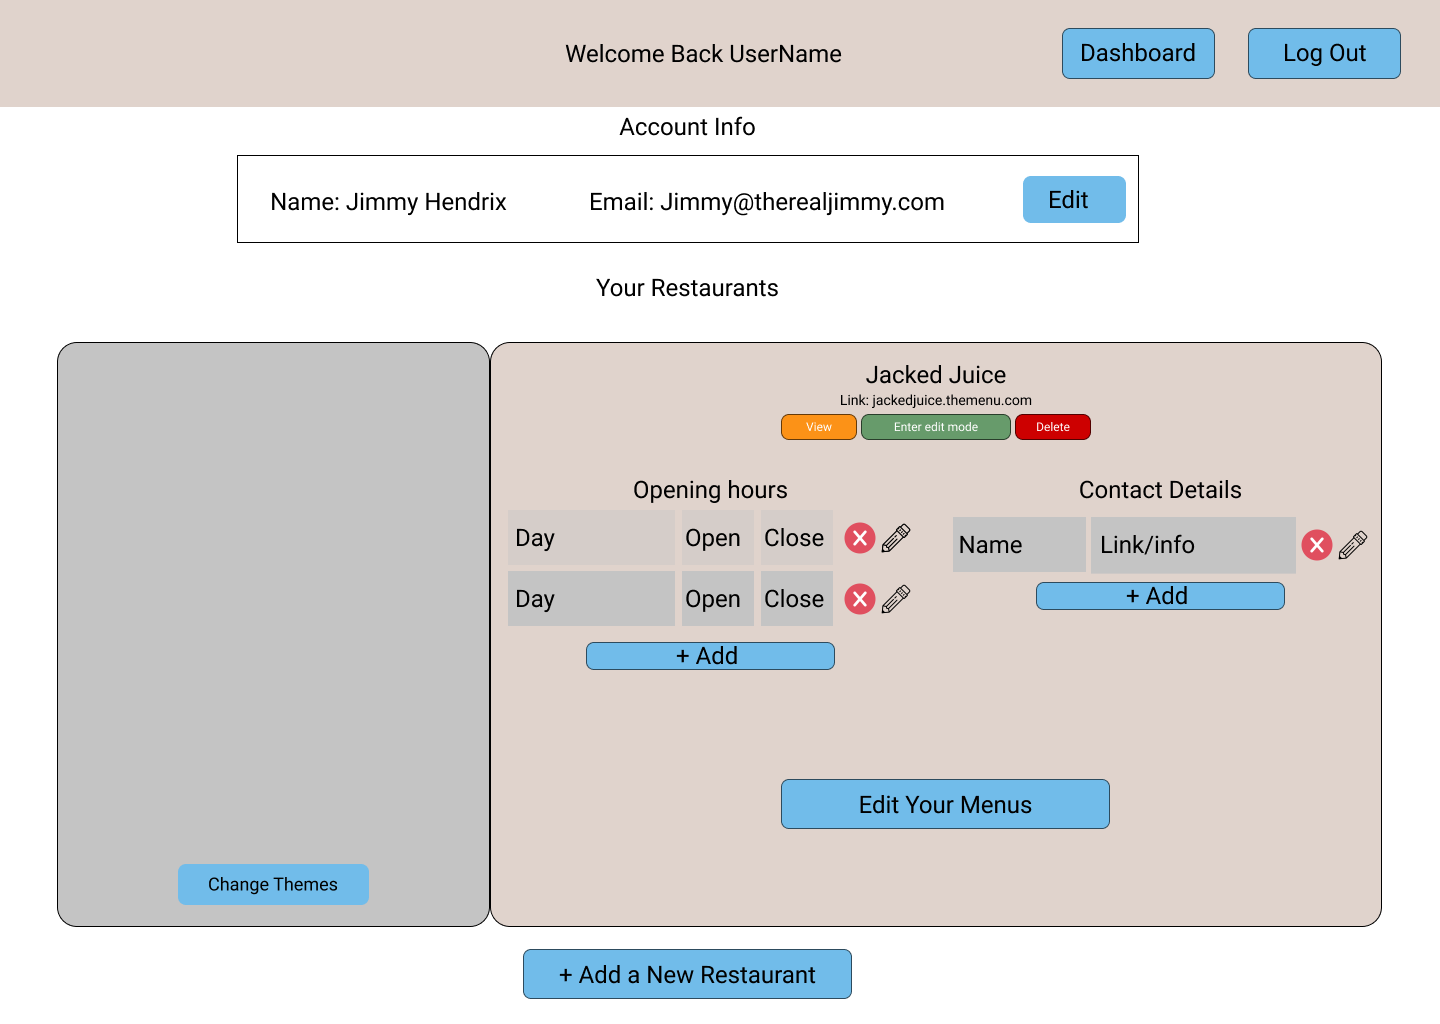 Welcome Back UserName
Dashboard
Log Out
Account Info
Name: Jimmy Hendrix
Email: Jimmy@therealjimmy.com
Edit
Your Restaurants
Jacked Juice
Link: jackedjuice.themenu.com
View
Enter edit mode
Delete
Opening hours
Day
Open
Close
Day
Open
Close
+ Add
Contact Details
Name
Link/info
+ Add
Edit Your Menus
Change Themes
+ Add a New Restaurant